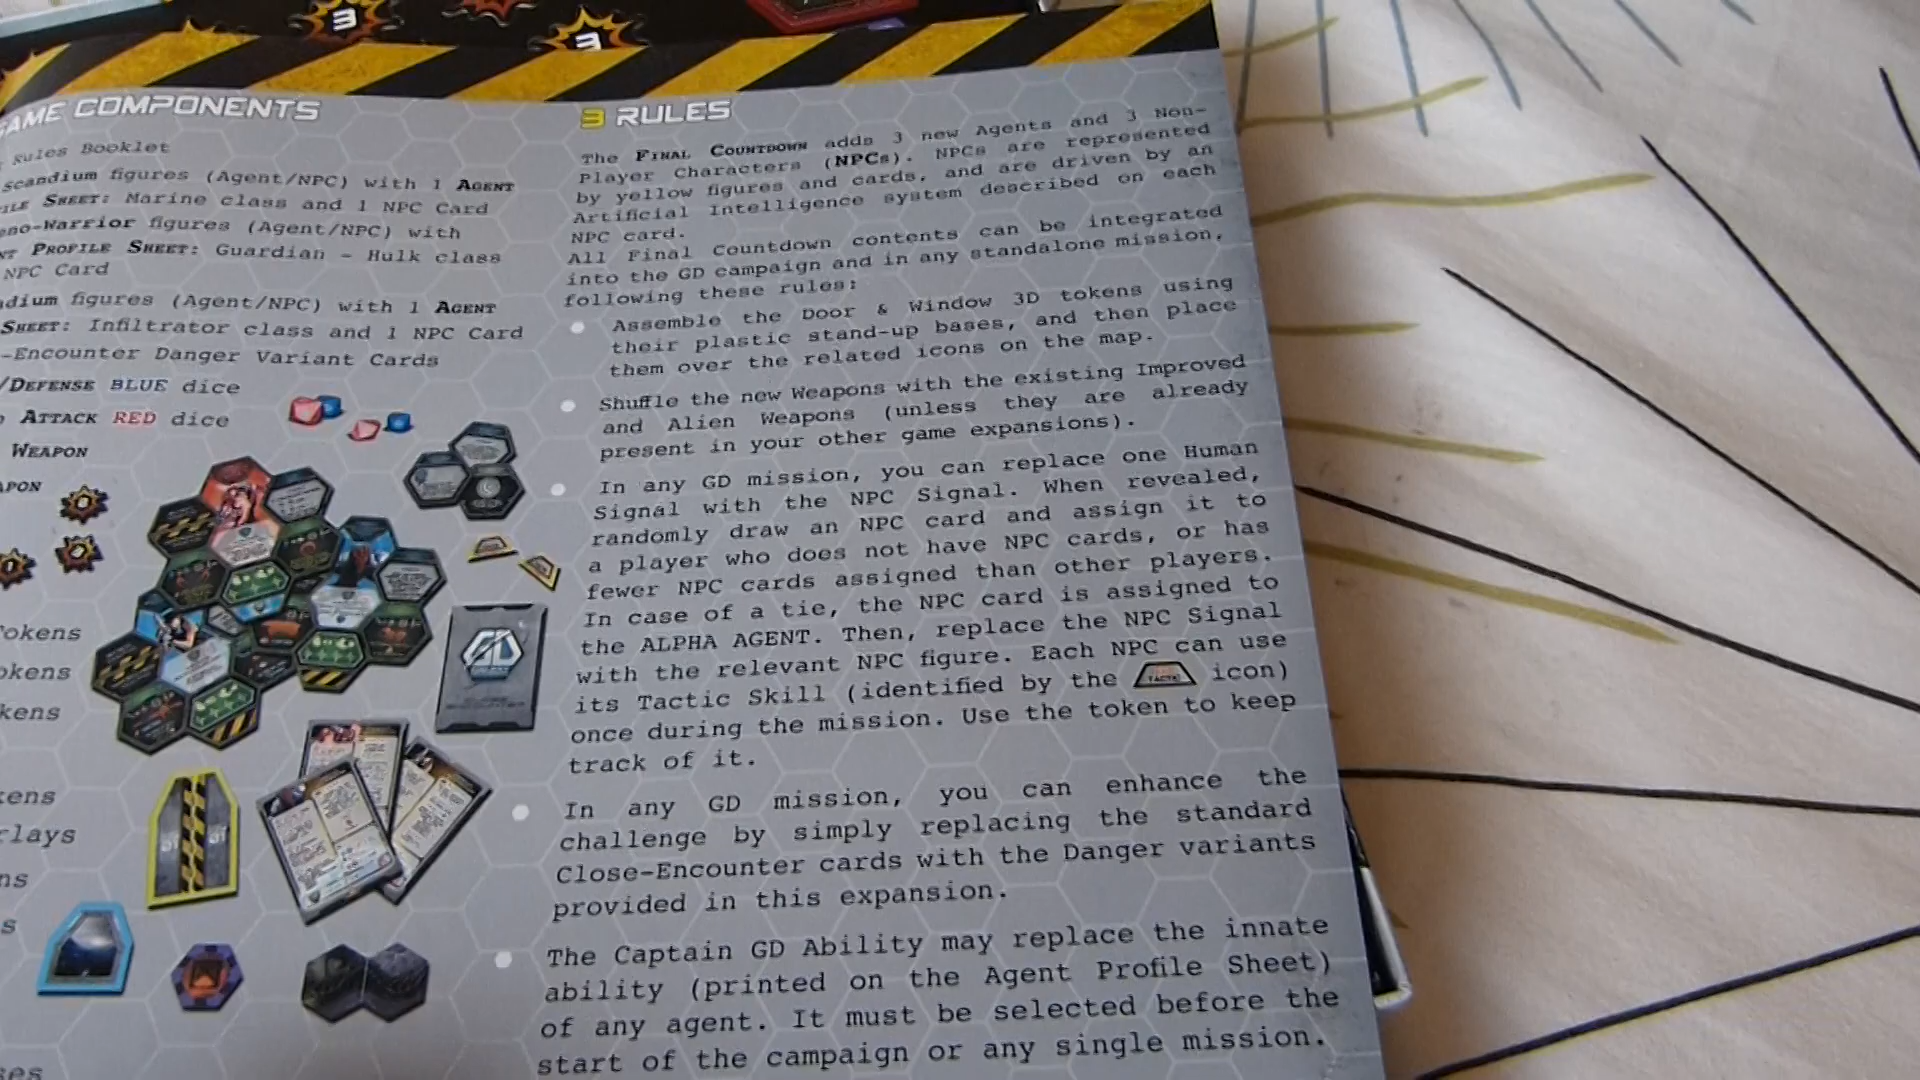 3
3
GAME COMPONENTS
Rules Booklet
Scandium figures (Agent/NPC) with 1 AGENT
SHEET: Marine class and 1 NPC Card
-WARRIOR figures (Agent/NPC) with
PROFILE SHEET: Guardian - Hulk class
NPC Card
figures (Agent/NPC) with 1 AGENT
SHEET: Infiltrator class and 1 NPC Card
-Encounter Danger Variant Cards
/DEFENSE BLUE dice
ATTACK RED dice
WEAPON
Tokens
3 RULES
The FINAL COUNTDOWN adds 3 new Agents and 3 Non-
Player Characters (NPCs). NPCs are represented
by yellow figures and cards, and are driven by an
Artificial Intelligence system described on each
NPC card.
All Final Countdown contents can be integrated
into the GD campaign and in any standalone mission,
following these rules:
Assemble the Door & Window 3D tokens using
their plastic stand-up bases, and then place
them over the related icons on the map.
Shuffle the new Weapons with the existing Improved
and Alien Weapons (unless they are already
present in your other game expansions).
In any GD mission, you can replace one Human
Signal with the NPC Signal. When revealed,
randomly draw an NPC card and assign it to
a player who does not have NPC cards, or has
fewer NPC cards assigned than other players.
In case of a tie, the NPC card is assigned to
the ALPHA AGENT. Then, replace the NPC Signal
with the relevant NPC figure. Each NPC can use
its Tactic Skill (identified by the icon)
once during the mission. Use the token to keep
track of it.
In any GD mission, you can enhance the
challenge by simply replacing the standard
Close-Encounter cards with the Danger variants
provided in this expansion.
The Captain GD Ability may replace the innate
ability (printed on the Agent Profile Sheet)
of any agent. It must be selected before the
start of the campaign or any single mission.